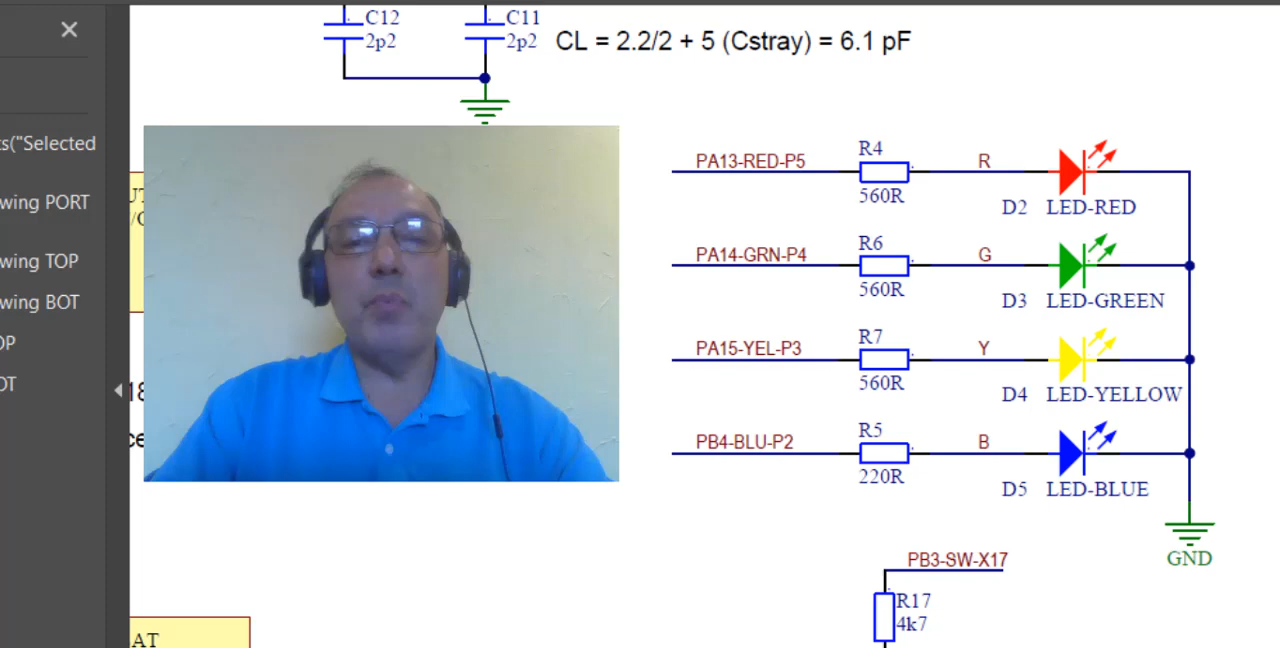 C12
2p2
C11
2p2
CL = 2.2/2 + 5 (Cstray) = 6.1 pF
ts("Selected
wing PORT
wing TOP
wing BOT
OP
OT
PA13-RED-P5
R4
560R
R
D2 LED-RED
PA14-GRN-P4
R6
560R
G
D3 LED-GREEN
PA15-YEL-P3
R7
560R
Y
D4 LED-YELLOW
PB4-BLU-P2
R5
220R
B
D5 LED-BLUE
GND
PB3-SW-X17
R17
4k7
AT